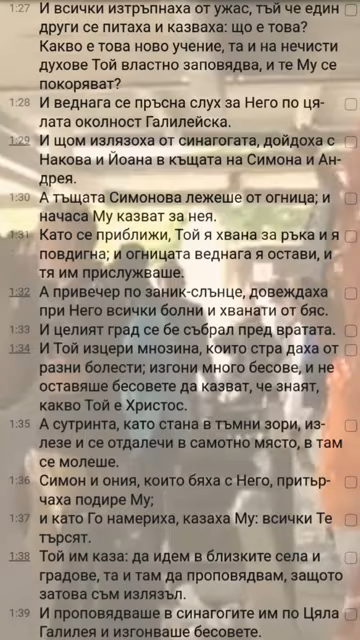 1:27 И всички изтръпнаха от ужас, тъй че един
други се питаха и казваха: що е това?
Какво е това ново учение, та и на нечисти
духове Той властно заповядва, и те Му се
покоряват?
1:28 И веднага се пръсна слух за Него по ця-
лата околност Галилейска.
1:29 И щом излязоха от синагогата, дойдоха с
Накова и Йоана в къщата на Симона и Ан-
дрея.
1:30 А тъщата Симонова лежеше от огница; и
начаса Му казват за нея.
1:31 Като се приближи, Той я хвана за ръка и я
повдигна; и огницата веднага я остави, и
тя им прислужваше.
1:32 А привечер по заник-слънце, довеждаха
при Него всички болни и хванати от бяс.
1:33 И целият град се бе събрал пред вратата.
1:34 И Той изцери мнозина, които стра даха от
разни болести; изгони много бесове, и не
оставяше бесовете да казват, че знаят,
какво Той е Христос.
1:35 А сутринта, като стана в тъмни зори, из-
лезе и се отдалечи в самотно място, в там
се молеше.
1:36 Симон и ония, които бяха с Него, притър-
чаха подире Му;
1:37 и като Го намериха, казаха Му: всички Те
търсят.
1:38 Той им каза: да идем в близките села и
градове, та и там да проповядвам, защото
затова съм излязъл.
1:39 И проповядваше в синагогите им по Цяла
Галилея и изгонваше бесовете.